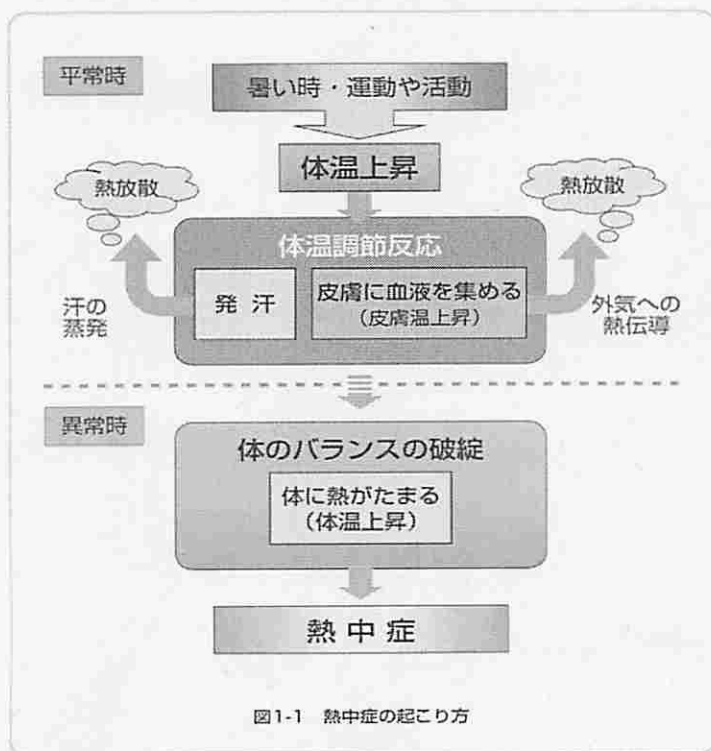 平常時
暑い時・運動や活動
体温上昇
熱放散
熱放散
体温調節反応
発 汗
皮膚に血液を集める
(皮膚温上昇)
汗の
蒸発
外気への
熱伝導
異常時
体のバランスの破綻
体に熱がたまる
(体温上昇)
熱 中 症
図1-1 熱中症の起こり方